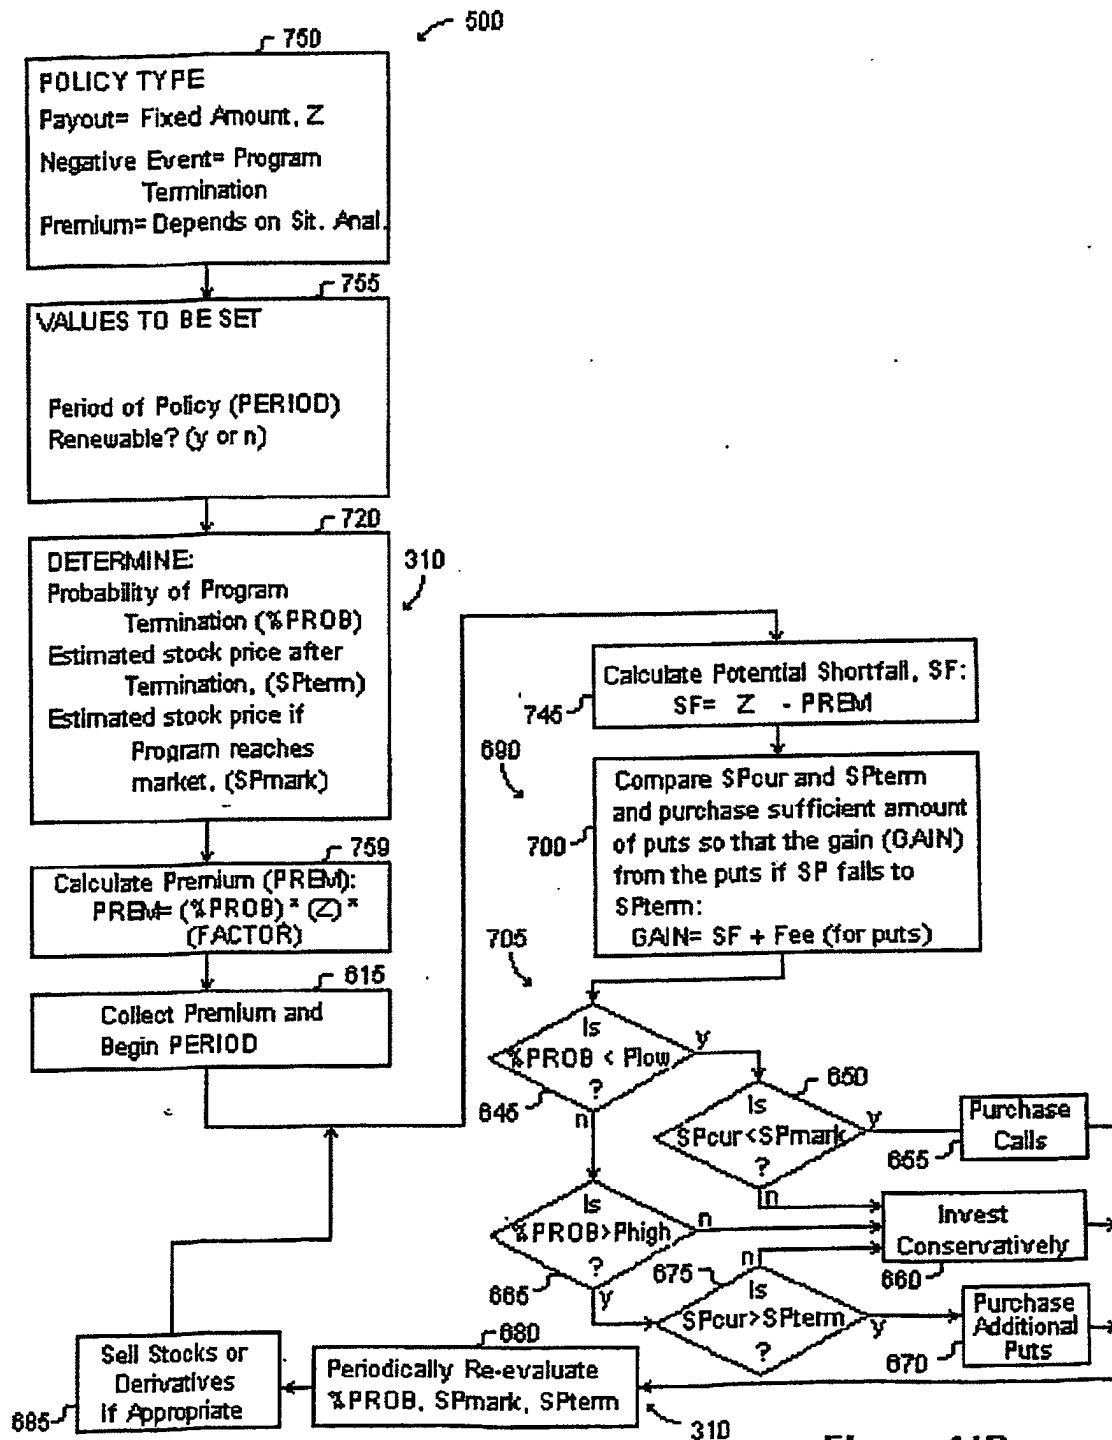 500
750
POLICY TYPE
Payout= Fixed Amount, Z
Negative Event= Program
Termination
Premium= Depends on Sit. Anal.
755
VALUES TO BE SET
Period of Policy (PERIOD)
Renewable? (y or n)
720
310
DETERMINE:
Probability of Program
Termination (%PROB)
Estimated stock price after
Termination, (SPterm)
Estimated stock price if
Program reaches
market, (SPmark)
759
Calculate Premium (PREM):
PREM= (%PROB) * (Z) *
(FACTOR)
615
Collect Premium and
Begin PERIOD
Calculate Potential Shortfall, SF:
SF= Z - PREM
745
690
Compare SPcur and SPterm
and purchase sufficient amount
of puts so that the gain (GAIN)
from the puts if SP falls to
SPterm:
GAIN= SF + Fee (for puts)
700
705
Is
%PROB < Plow
?
y
n
645
650
Is
SPcur<SPmark
?
y
n
Purchase
Calls
655
Is
%PROB>Phigh
?
n
y
665
Invest
Conservatively
660
675
n
Is
SPcur>SPterm
?
y
Purchase
Additional
Puts
670
680
Periodically Re-evaluate
%PROB, SPmark, SPterm
310
Sell Stocks or
Derivatives
If Appropriate
685